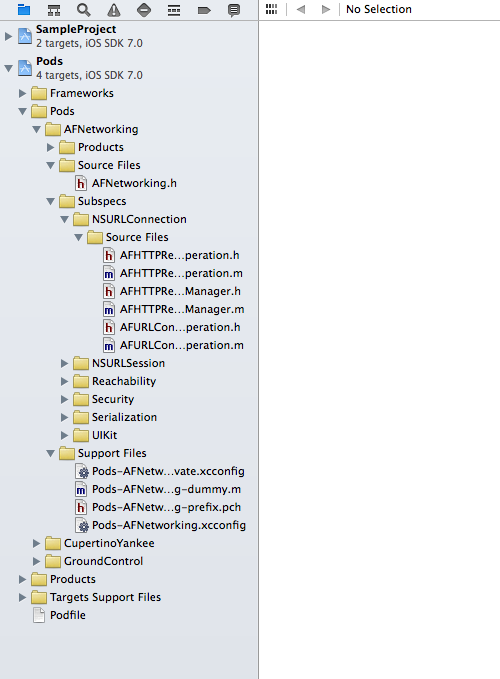 No Selection
SampleProject
2 targets, iOS SDK 7.0
Pods
4 targets, iOS SDK 7.0
Frameworks
Pods
AFNetworking
Products
Source Files
AFNetworking.h
Subspecs
NSURLConnection
Source Files
AFHTTPRe...peration.h
AFHTTPRe...peration.m
AFHTTPRe...Manager.h
AFHTTPRe...Manager.m
AFURLCon...peration.h
AFURLCon...peration.m
NSURLSession
Reachability
Security
Serialization
UIKit
Support Files
Pods-AFNetw...vate.xcconfig
Pods-AFNetw...g-dummy.m
Pods-AFNetw...g-prefix.pch
Pods-AFNetworking.xcconfig
CupertinoYankee
GroundControl
Products
Targets Support Files
Podfile